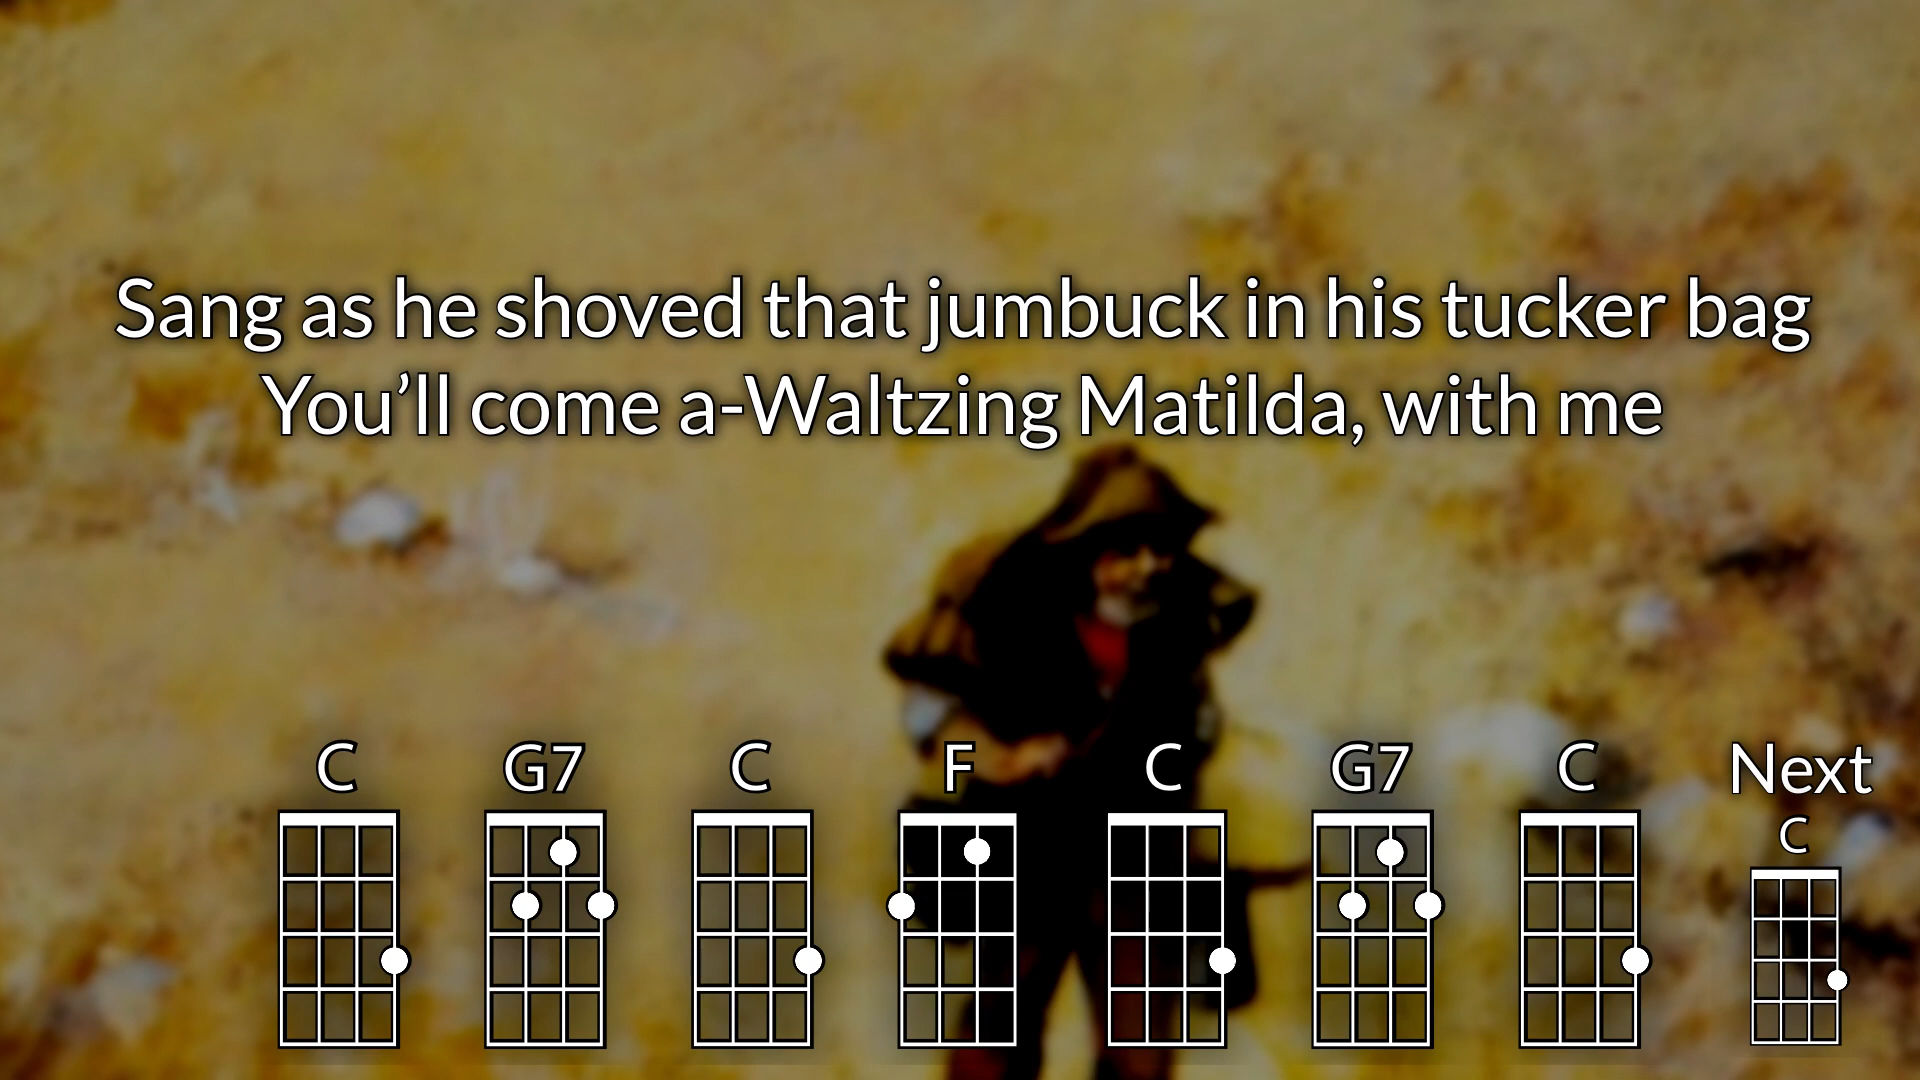 Sang as he shoved that jumbuck in his tucker bag
You’ll come a-Waltzing Matilda, with me
C G7 C F C G7 C Next
C